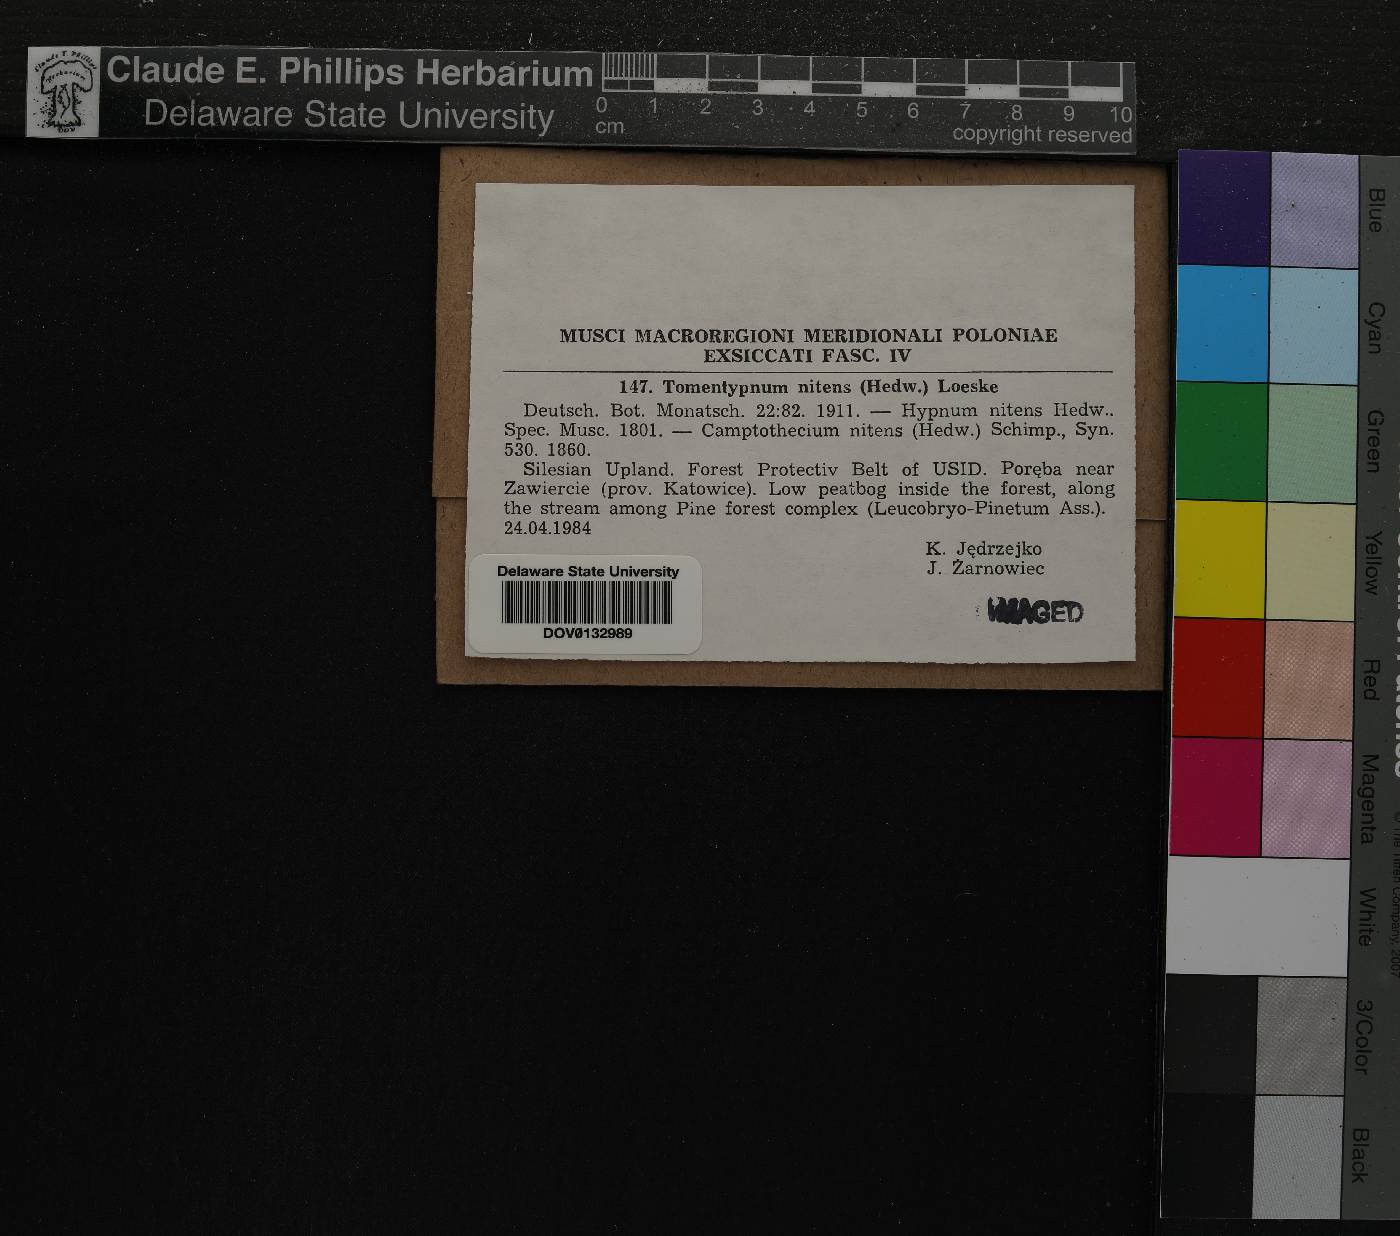 Claude E. Phillips Herbarium
Delaware State University
0 1 2 3 4 5 6 7 8 9 10
cm
copyright reserved
MUSCI MACROREGIONI MERIDIONALI POLONIAE
EXSICCATI FASC. IV
147. Tomentypnum nitens (Hedw.) Loeske
Deutsch. Bot. Monatsch. 22:82. 1911. — Hypnum nitens Hedw..
Spec. Musc. 1801. — Camptothecium nitens (Hedw.) Schimp., Syn.
530. 1860.
Silesian Upland. Forest Protectiv Belt of USID. Poręba near
Zawiercie (prov. Katowice). Low peatbog inside the forest, along
the stream among Pine forest complex (Leucobryo-Pinetum Ass.).
24.04.1984
K. Jędrzejko
J. Żarnowiec
IMAGED
Delaware State University
DOV0132989
Blue
Cyan
Green
Yellow
Red
Magenta
White
3/Color
Black